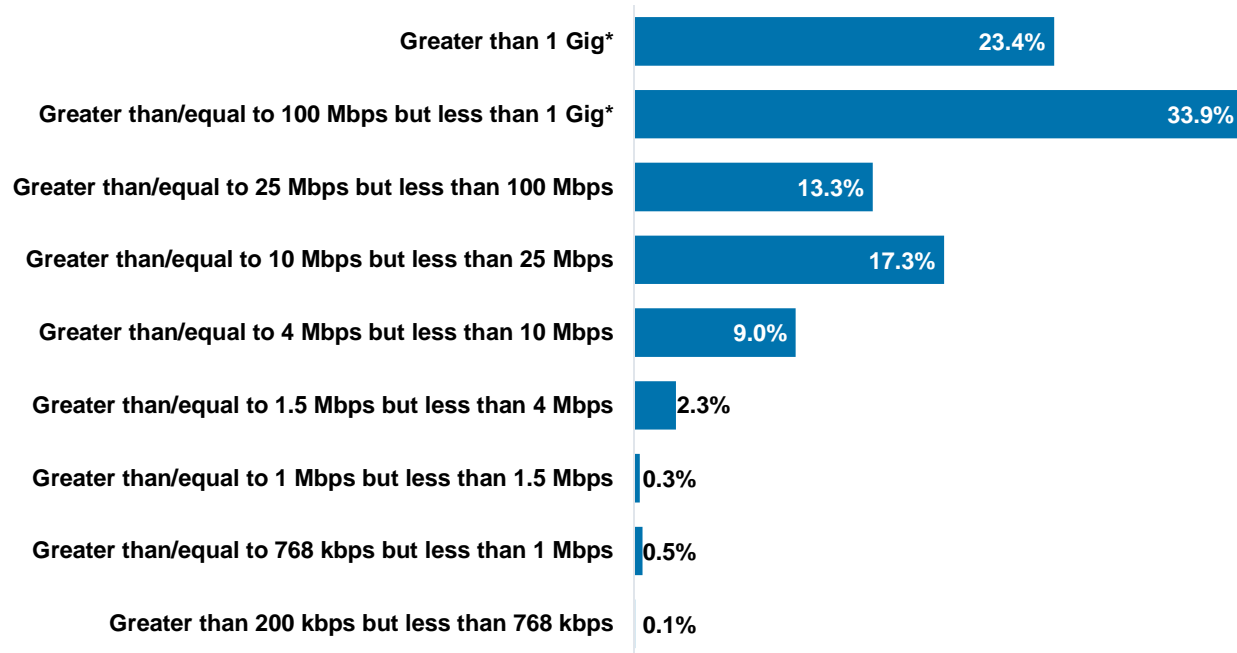 Greater than 1 Gig* 23.4%
Greater than/equal to 100 Mbps but less than 1 Gig* 33.9%
Greater than/equal to 25 Mbps but less than 100 Mbps 13.3%
Greater than/equal to 10 Mbps but less than 25 Mbps 17.3%
Greater than/equal to 4 Mbps but less than 10 Mbps 9.0%
Greater than/equal to 1.5 Mbps but less than 4 Mbps 2.3%
Greater than/equal to 1 Mbps but less than 1.5 Mbps 0.3%
Greater than/equal to 768 kbps but less than 1 Mbps 0.5%
Greater than 200 kbps but less than 768 kbps 0.1%